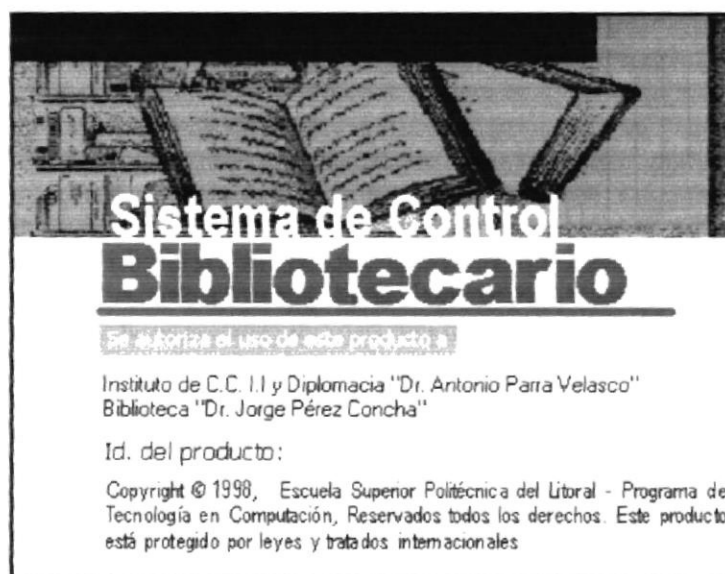 Sistema de Control
Bibliotecario
Se autoriza el uso de este producto a
Instituto de C.C. I.I y Diplomacia "Dr. Antonio Parra Velasco"
Biblioteca "Dr. Jorge Pérez Concha"
Id. del producto:
Copyright © 1998, Escuela Superior Politécnica del Litoral - Programa de
Tecnología en Computación, Reservados todos los derechos. Este producto
está protegido por leyes y tratados internacionales